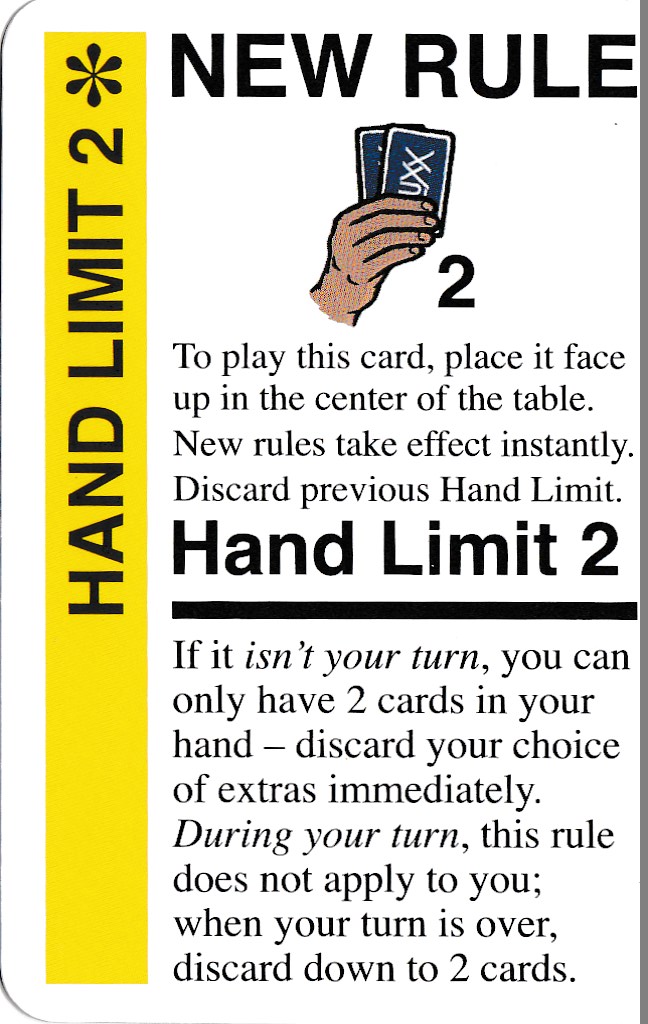 HAND LIMIT 2 *
NEW RULE
2
To play this card, place it face
up in the center of the table.
New rules take effect instantly.
Discard previous Hand Limit.
Hand Limit 2
If it isn't your turn, you can
only have 2 cards in your
hand – discard your choice
of extras immediately.
During your turn, this rule
does not apply to you;
when your turn is over,
discard down to 2 cards.